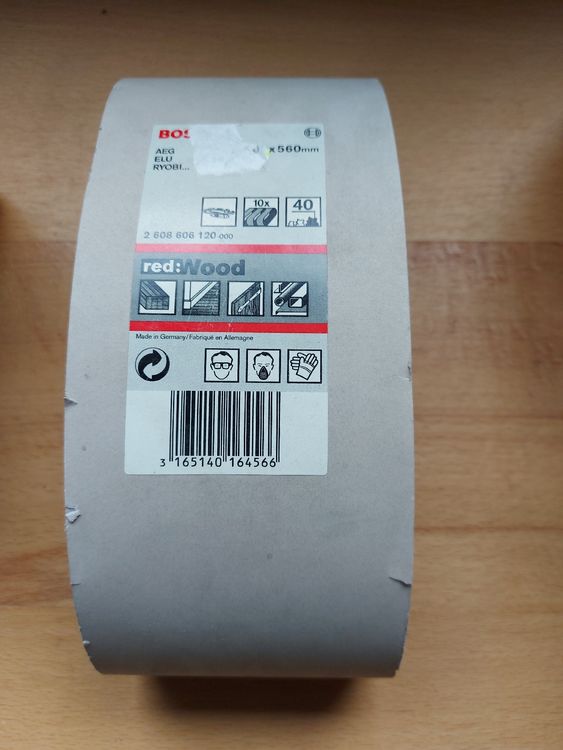 BOS
AEG
ELU
RYOBI...
x 560mm
10x
40
2 608 606 120 000
red:Wood
Made in Germany/Fabriqué en Allemagne
3 165140 164566